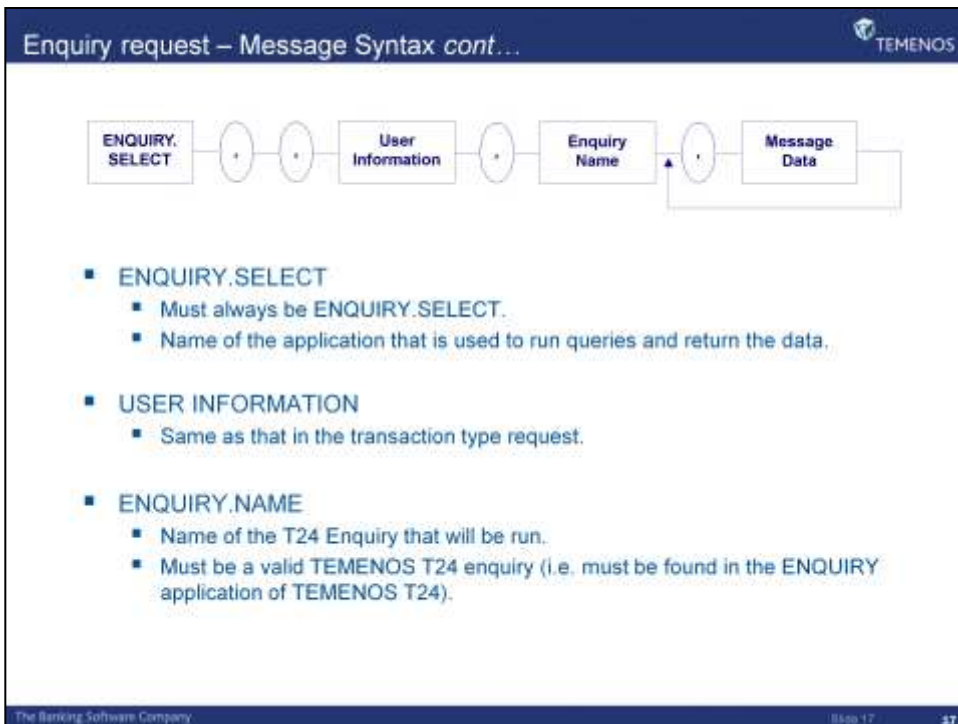 Enquiry request – Message Syntax cont…
TEMENOS
ENQUIRY.
SELECT
,
,
User
Information
,
Enquiry
Name
,
Message
Data
ENQUIRY.SELECT
Must always be ENQUIRY.SELECT.
Name of the application that is used to run queries and return the data.
USER INFORMATION
Same as that in the transaction type request.
ENQUIRY.NAME
Name of the T24 Enquiry that will be run.
Must be a valid TEMENOS T24 enquiry (i.e. must be found in the ENQUIRY
application of TEMENOS T24).
The Banking Software Company
Slide 17
17